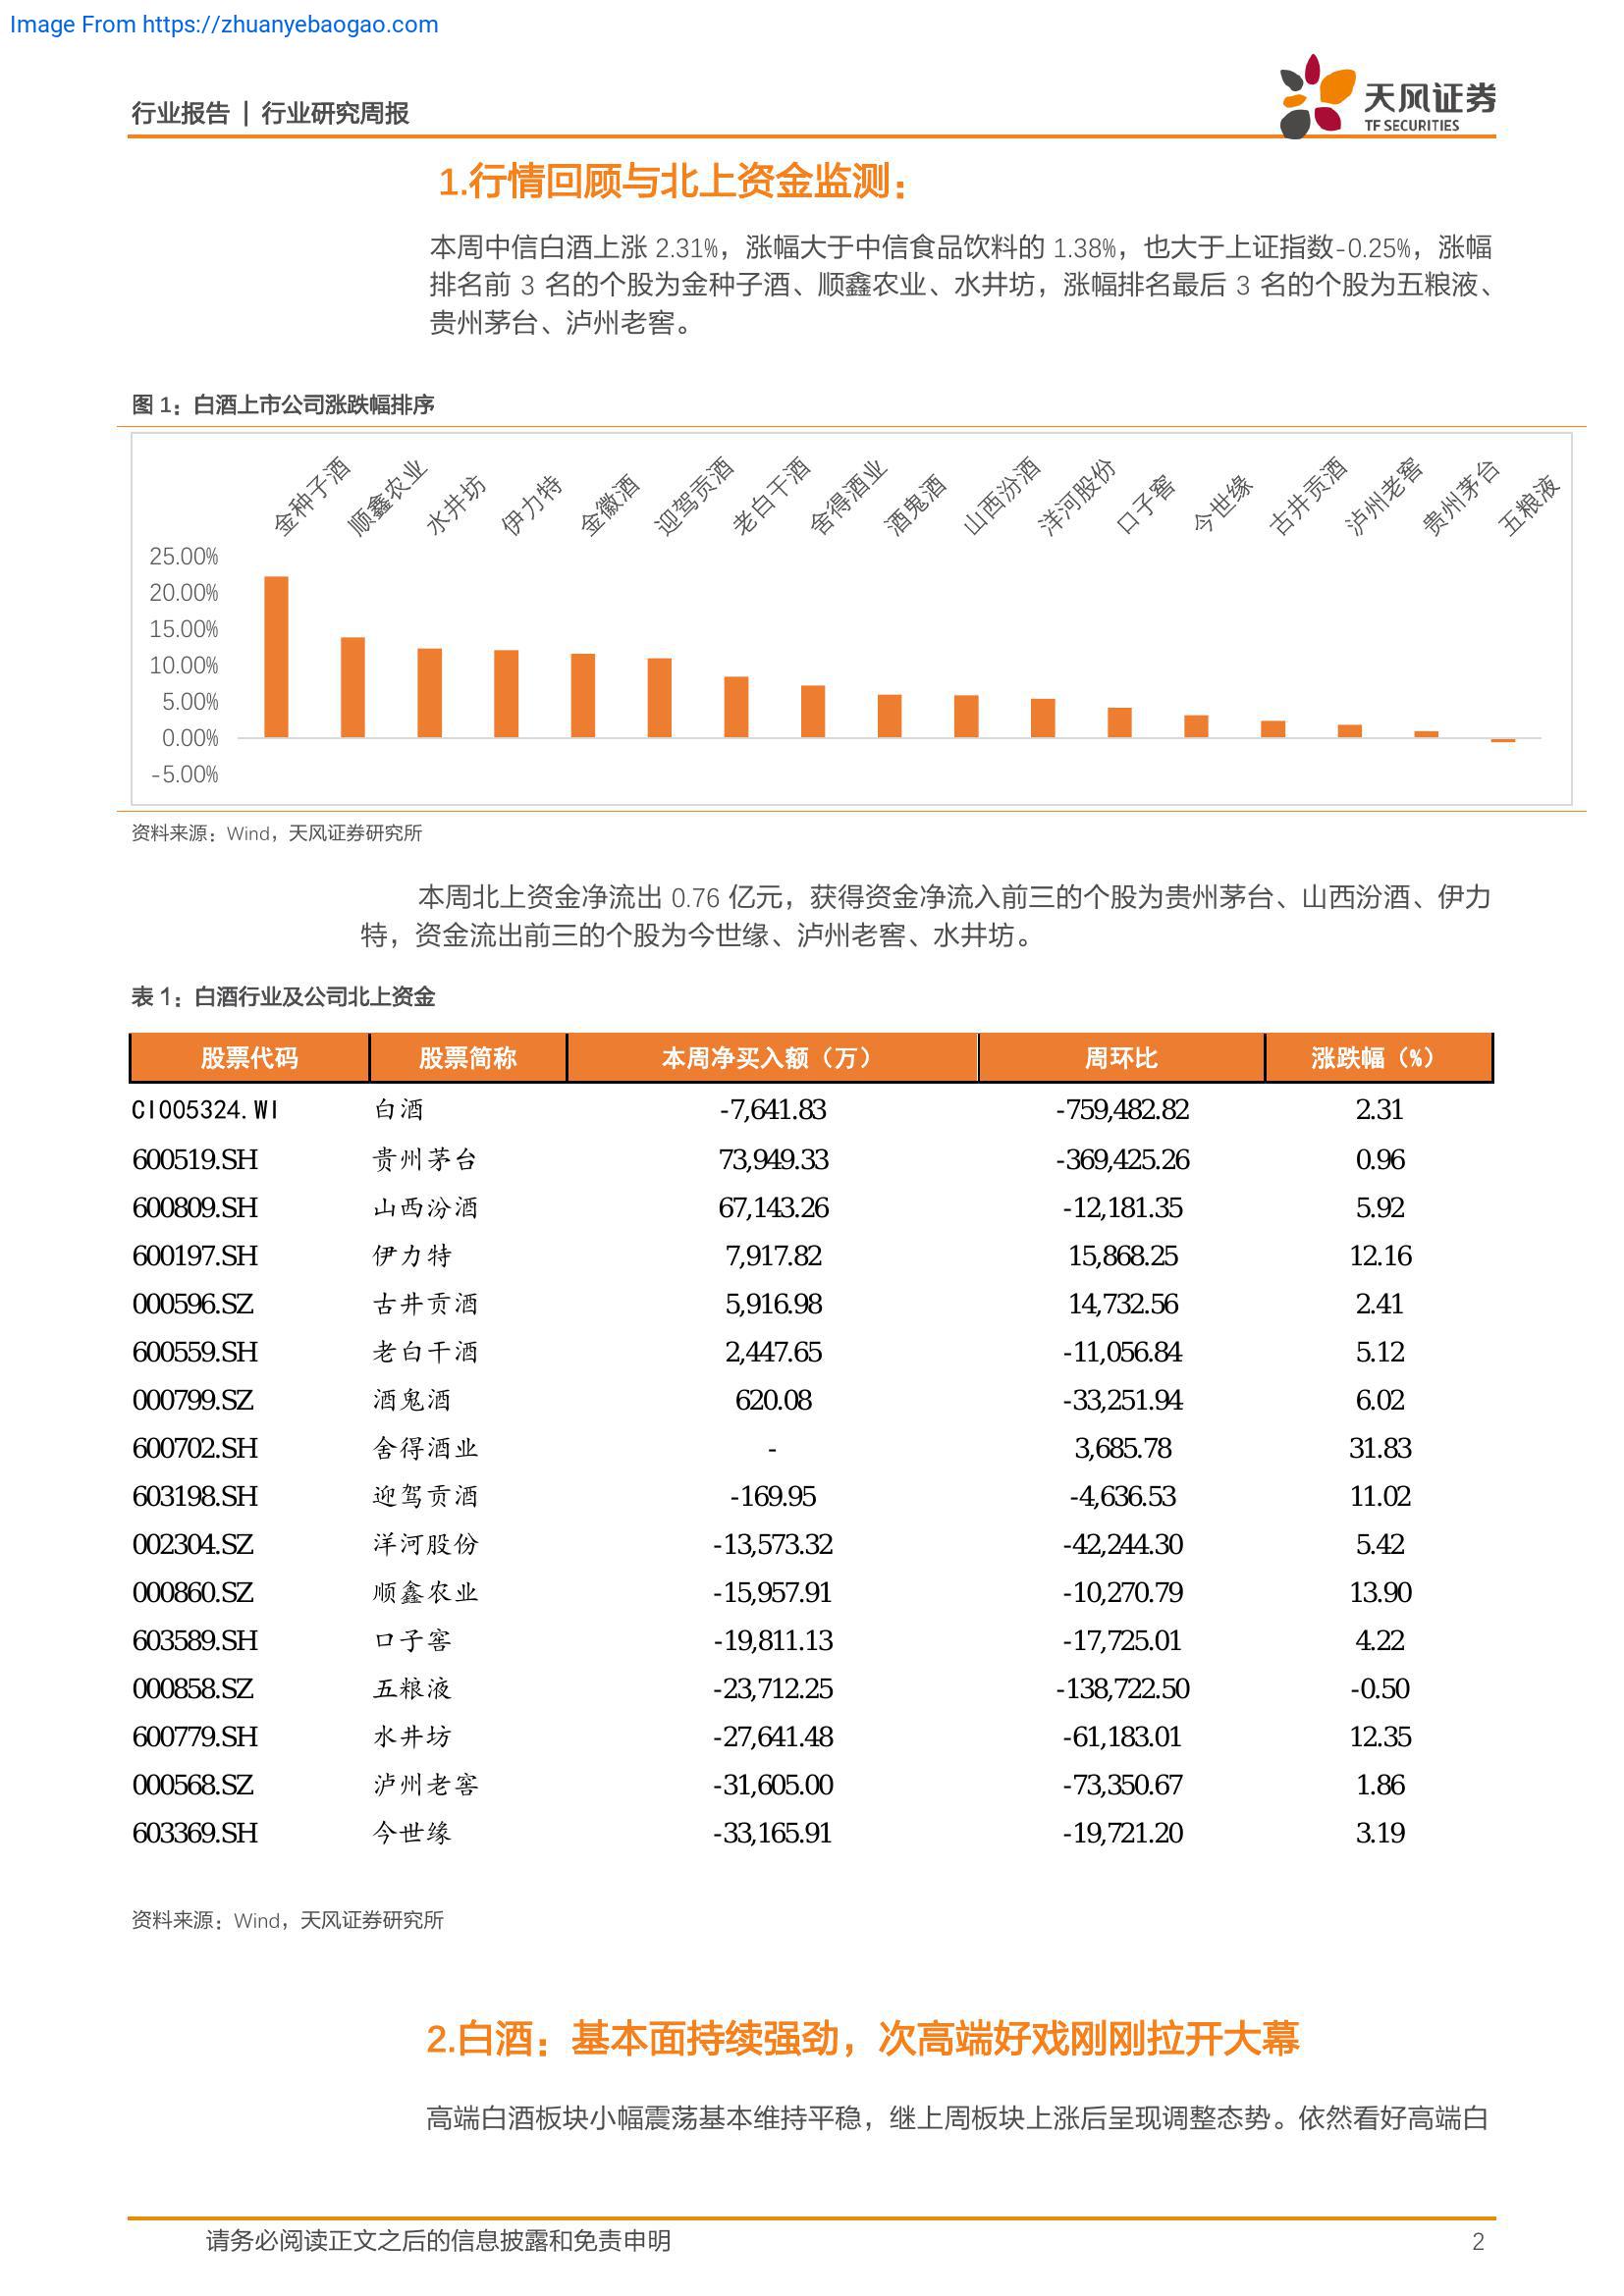 Image From https://zhuanyebaogao.com
行业报告 | 行业研究周报
天风证券
TF SECURITIES
1.行情回顾与北上资金监测：
本周中信白酒上涨 2.31%，涨幅大于中信食品饮料的 1.38%，也大于上证指数-0.25%，涨幅
排名前 3 名的个股为金种子酒、顺鑫农业、水井坊，涨幅排名最后 3 名的个股为五粮液、
贵州茅台、泸州老窖。
图 1：白酒上市公司涨跌幅排序
金种子酒 顺鑫农业 水井坊 伊力特 金徽酒 迎驾贡酒 老白干酒 舍得酒业 酒鬼酒 山西汾酒 洋河股份 口子窖 今世缘 古井贡酒 泸州老窖 贵州茅台 五粮液
25.00%
20.00%
15.00%
10.00%
5.00%
0.00%
-5.00%
资料来源：Wind，天风证券研究所
本周北上资金净流出 0.76 亿元，获得资金净流入前三的个股为贵州茅台、山西汾酒、伊力
特，资金流出前三的个股为今世缘、泸州老窖、水井坊。
表 1：白酒行业及公司北上资金
股票代码 股票简称 本周净买入额（万） 周环比 涨跌幅（%）
CI005324.WI 白酒 -7,641.83 -759,482.82 2.31
600519.SH 贵州茅台 73,949.33 -369,425.26 0.96
600809.SH 山西汾酒 67,143.26 -12,181.35 5.92
600197.SH 伊力特 7,917.82 15,868.25 12.16
000596.SZ 古井贡酒 5,916.98 14,732.56 2.41
600559.SH 老白干酒 2,447.65 -11,056.84 5.12
000799.SZ 酒鬼酒 620.08 -33,251.94 6.02
600702.SH 舍得酒业 - 3,685.78 31.83
603198.SH 迎驾贡酒 -169.95 -4,636.53 11.02
002304.SZ 洋河股份 -13,573.32 -42,244.30 5.42
000860.SZ 顺鑫农业 -15,957.91 -10,270.79 13.90
603589.SH 口子窖 -19,811.13 -17,725.01 4.22
000858.SZ 五粮液 -23,712.25 -138,722.50 -0.50
600779.SH 水井坊 -27,641.48 -61,183.01 12.35
000568.SZ 泸州老窖 -31,605.00 -73,350.67 1.86
603369.SH 今世缘 -33,165.91 -19,721.20 3.19
资料来源：Wind，天风证券研究所
2.白酒：基本面持续强劲，次高端好戏刚刚拉开大幕
高端白酒板块小幅震荡基本维持平稳，继上周板块上涨后呈现调整态势。依然看好高端白
请务必阅读正文之后的信息披露和免责申明
2